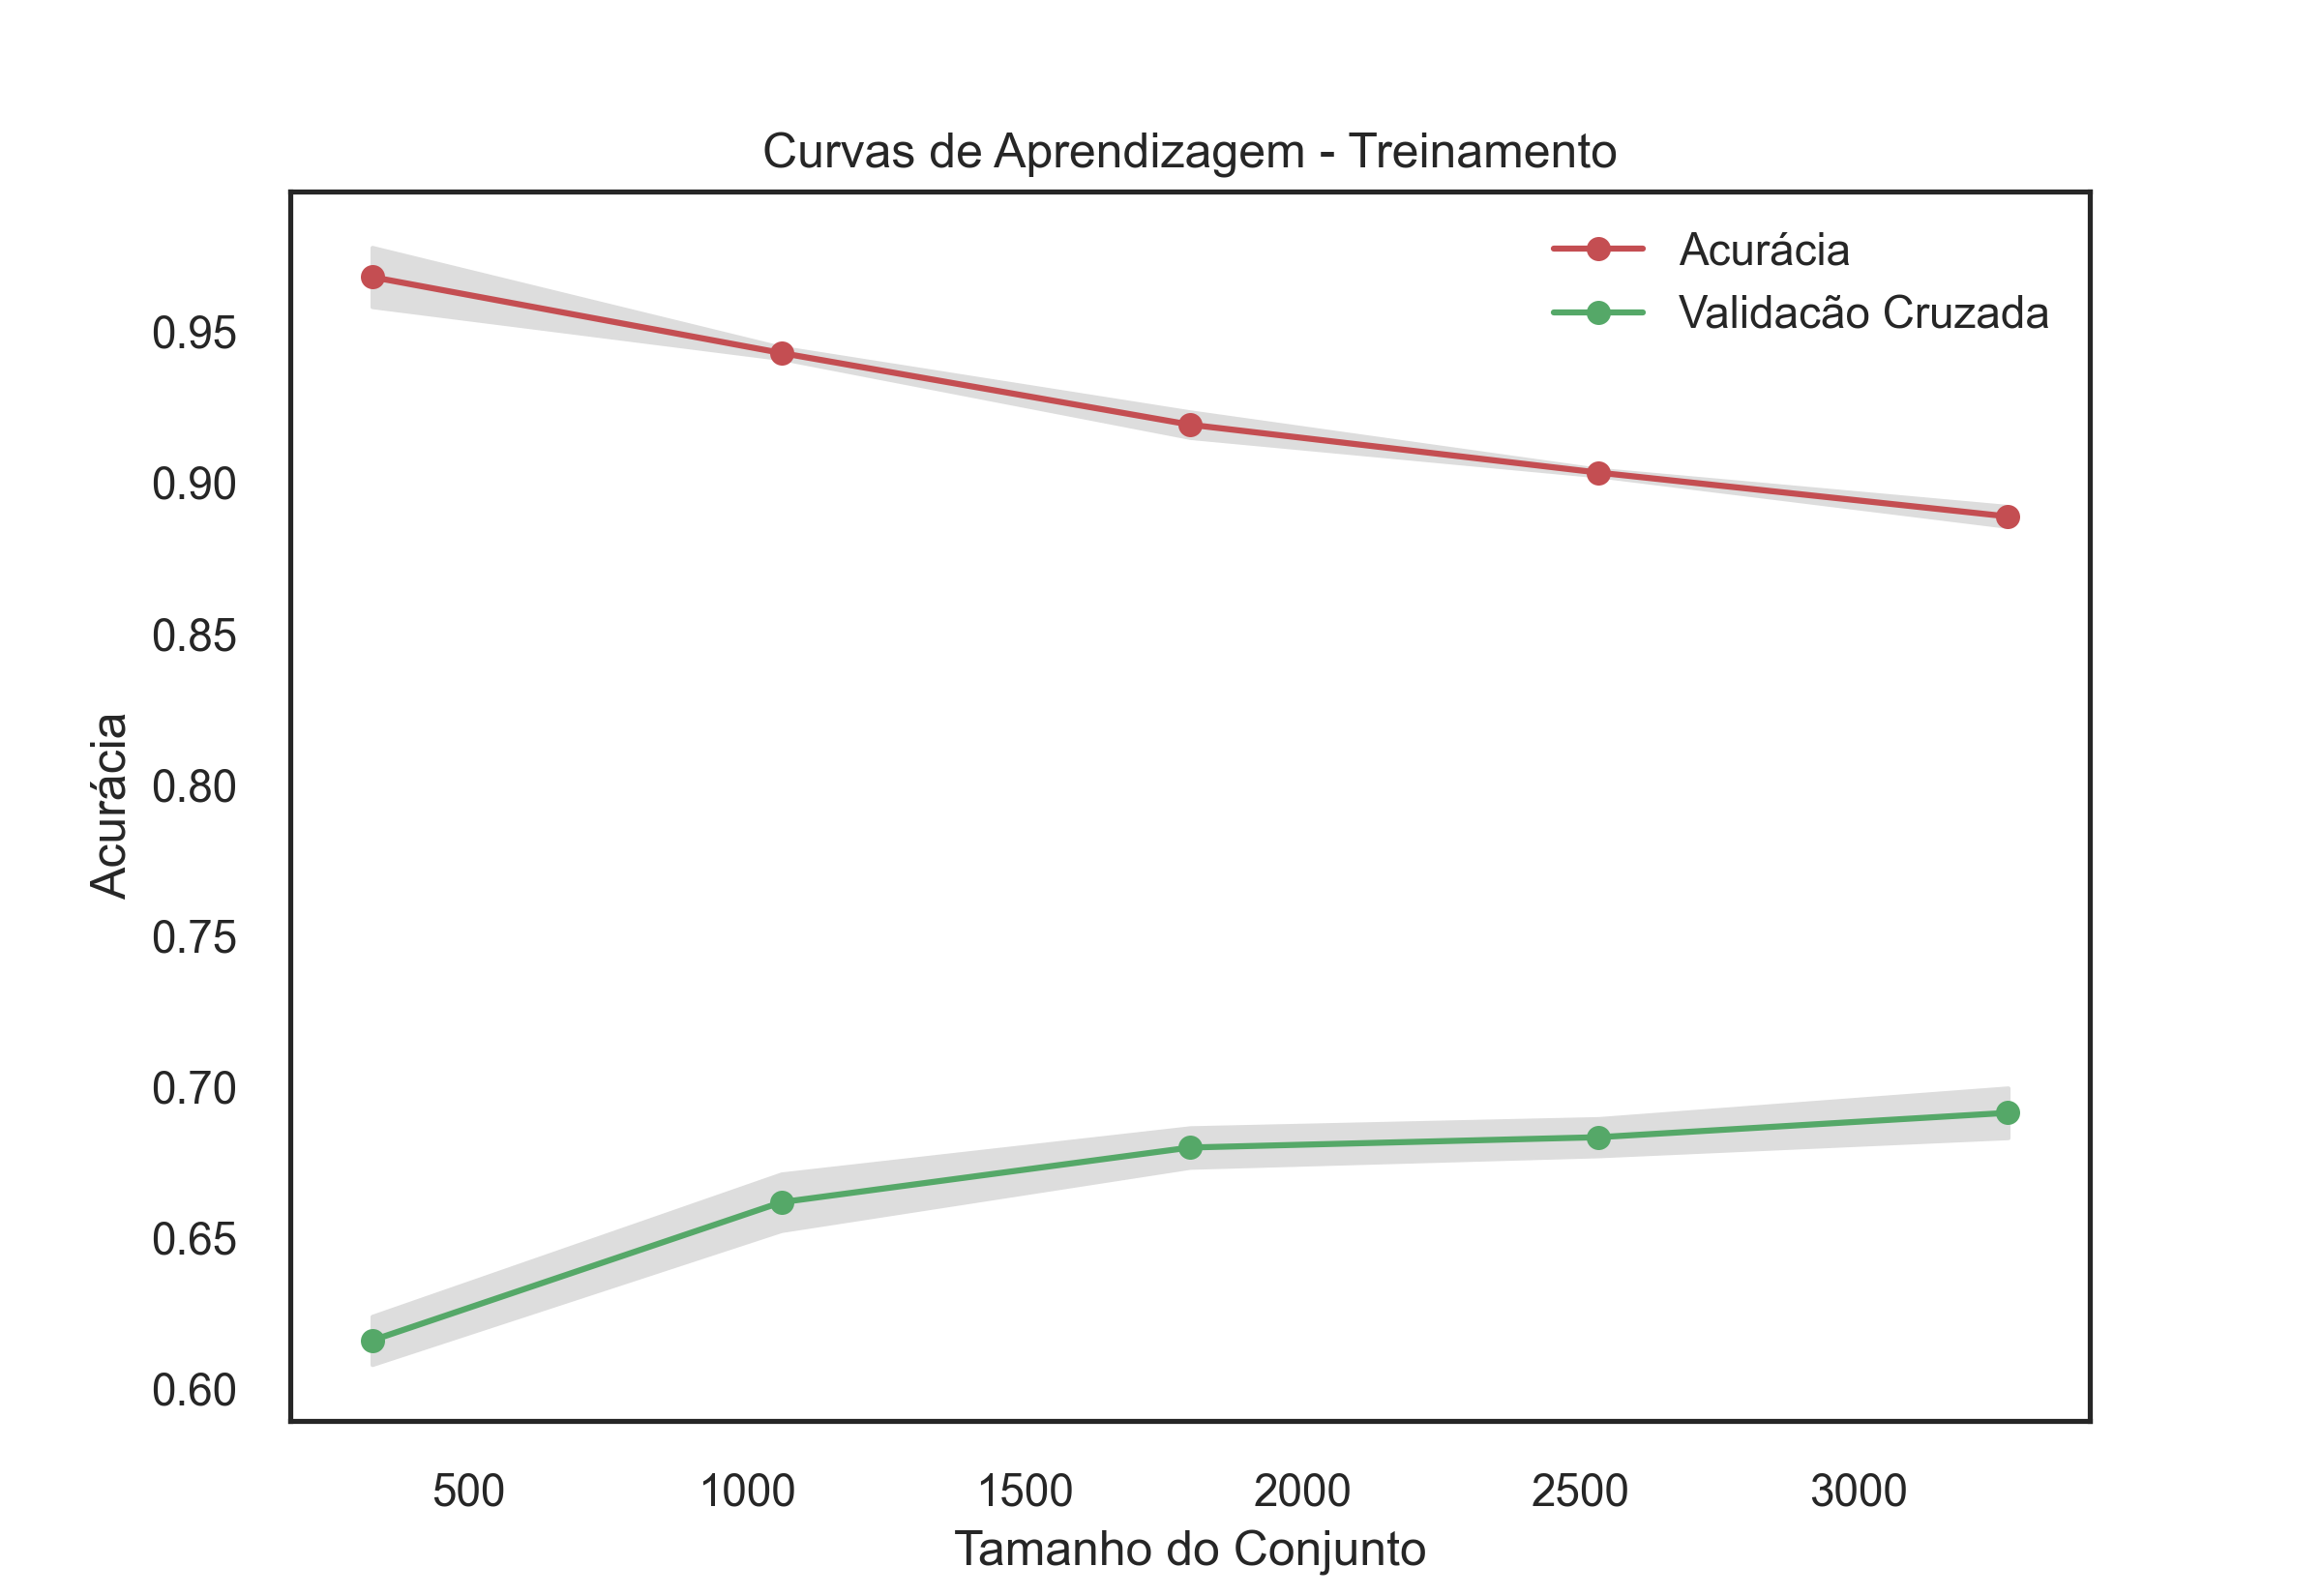 Curvas de Aprendizagem - Treinamento
Acurácia
Validacão Cruzada
0.95
0.90
0.85
0.80
0.75
0.70
0.65
0.60
Acurácia
500 1000 1500 2000 2500 3000
Tamanho do Conjunto